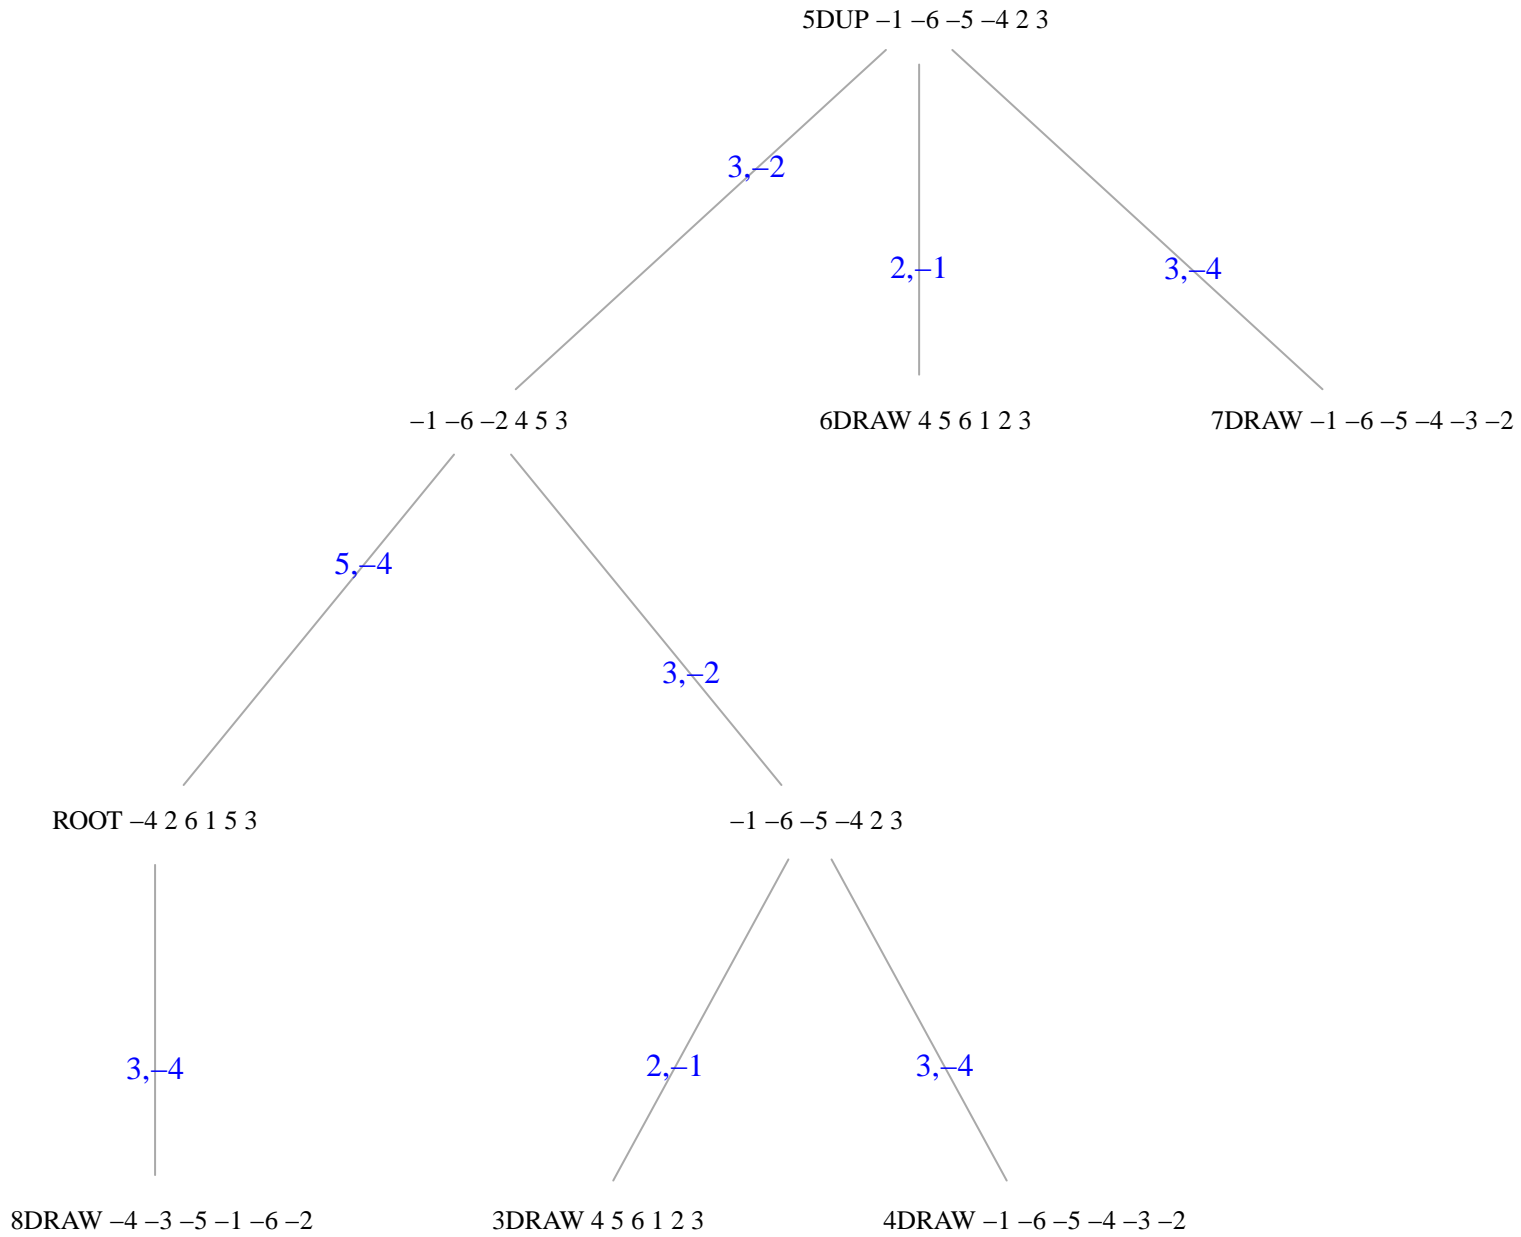 5DUP –1 –6 –5 –4 2 3
3,–2
2,–1
3,–4
–1 –6 –2 4 5 3
6DRAW 4 5 6 1 2 3
7DRAW –1 –6 –5 –4 –3 –2
5,–4
3,–2
ROOT –4 2 6 1 5 3
–1 –6 –5 –4 2 3
3,–4
2,–1
3,–4
8DRAW –4 –3 –5 –1 –6 –2
3DRAW 4 5 6 1 2 3
4DRAW –1 –6 –5 –4 –3 –2